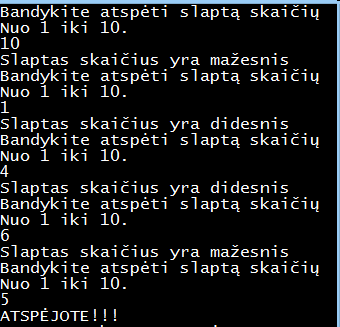 Bandykite atspėti slaptą skaičių
Nuo 1 iki 10.
10
Slaptas skaičius yra mažesnis
Bandykite atspėti slaptą skaičių
Nuo 1 iki 10.
1
Slaptas skaičius yra didesnis
Bandykite atspėti slaptą skaičių
Nuo 1 iki 10.
4
Slaptas skaičius yra didesnis
Bandykite atspėti slaptą skaičių
Nuo 1 iki 10.
6
Slaptas skaičius yra mažesnis
Bandykite atspėti slaptą skaičių
Nuo 1 iki 10.
5
ATSPĖJOTE!!!